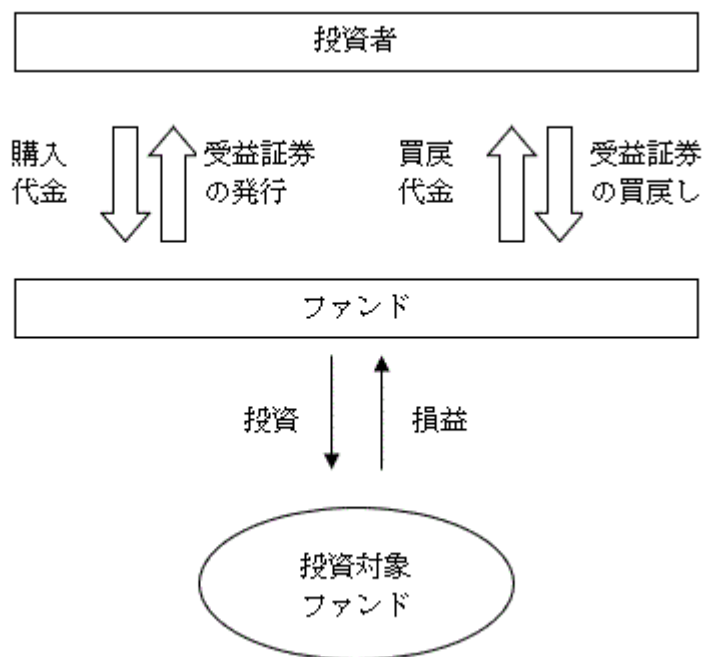 投資者
購入
代金
受益証券
の発行
買戻
代金
受益証券
の買戻し
ファンド
投資
損益
投資対象
ファンド